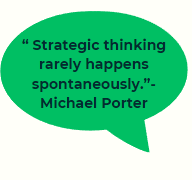 “ Strategic thinking
rarely happens
spontaneously.”-
Michael Porter